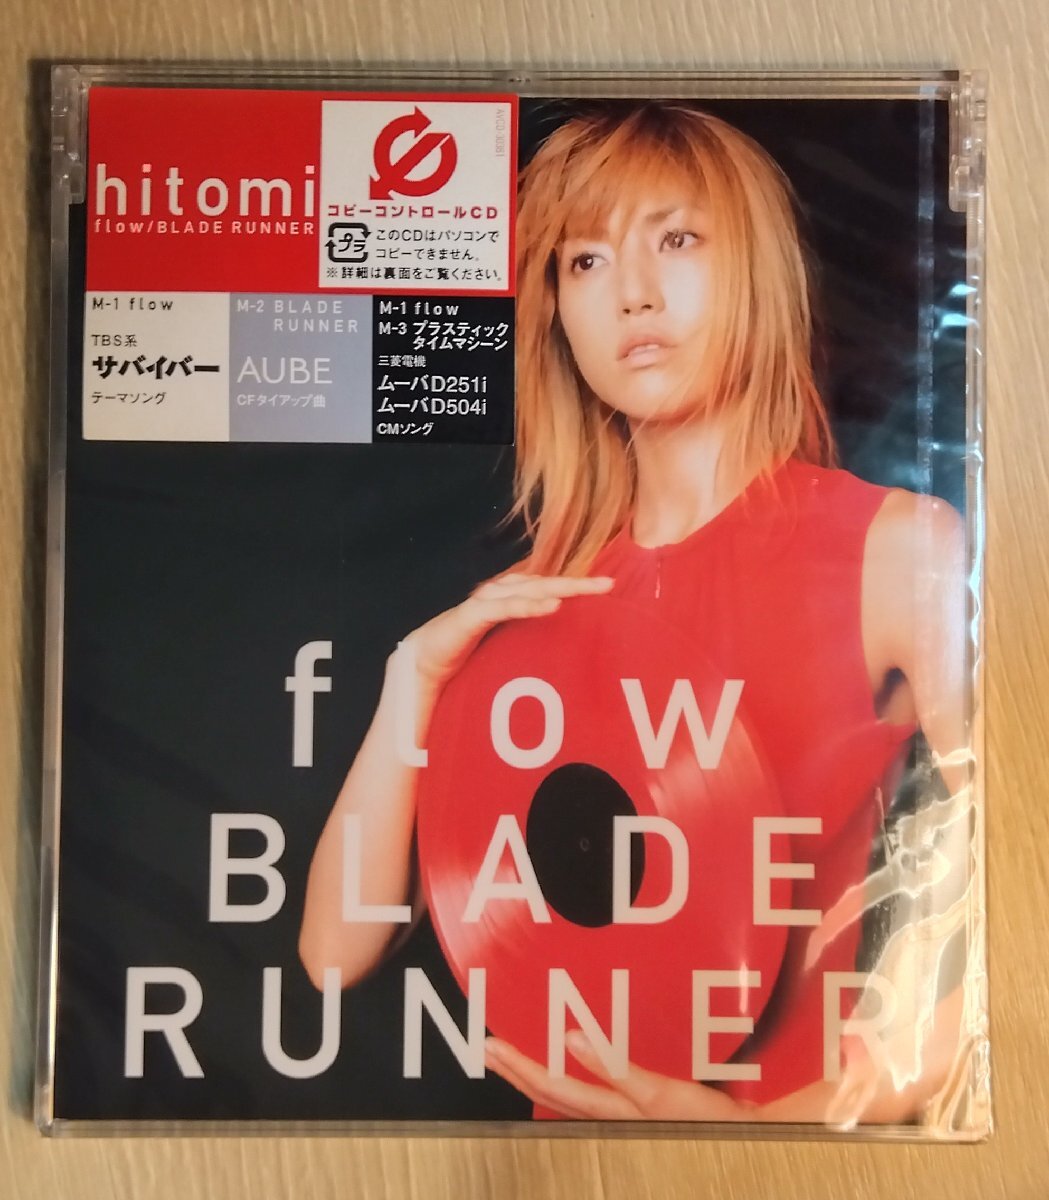 hitomi
flow/BLADE RUNNER
AVCD-30381
コピーコントロールCD
プラ
このCDはパソコンで
コピーできません。
※詳細は裏面をご覧ください。
M-1 flow
TBS系
サバイバー
テーマソング
M-2 BLADE
RUNNER
AUBE
CFタイアップ曲
M-1 flow
M-3 プラスティック
タイムマシーン
三菱電機
ムーバD251i
ムーバD504i
CMソング
flow
BLADE
RUNNER